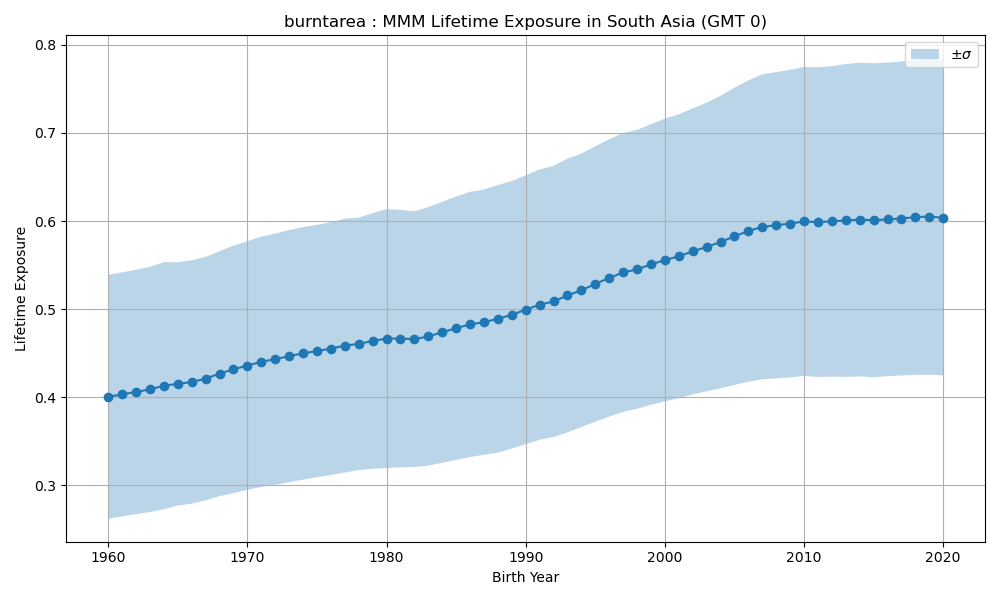 burntarea : MMM Lifetime Exposure in South Asia (GMT 0)
±σ
Lifetime Exposure
0.8
0.7
0.6
0.5
0.4
0.3
1960 1970 1980 1990 2000 2010 2020
Birth Year